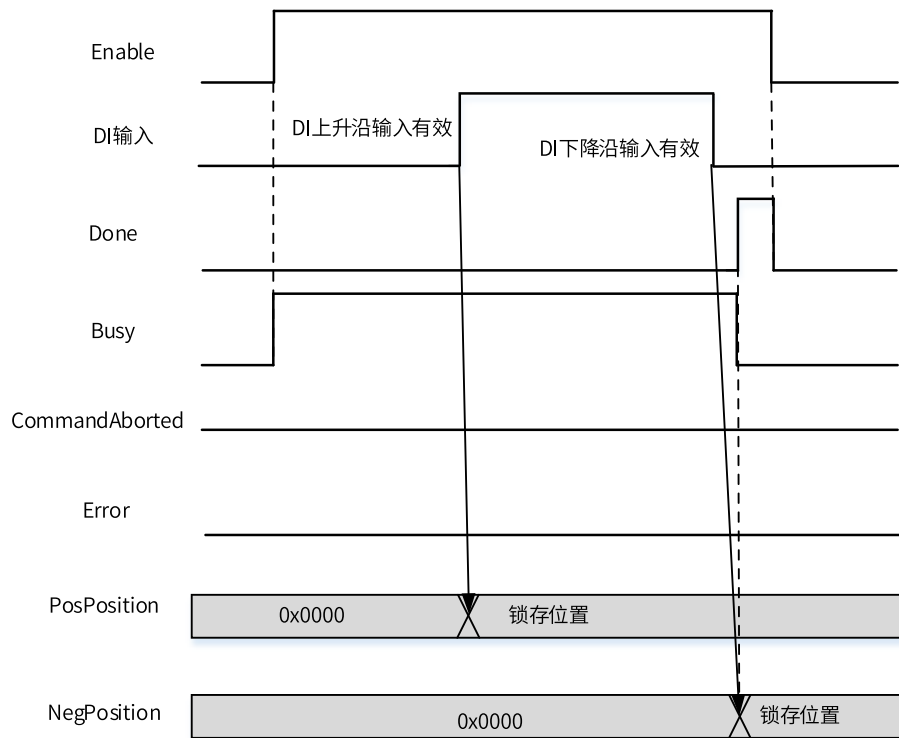 Enable
DI输入
DI上升沿输入有效
DI下降沿输入有效
Done
Busy
CommandAborted
Error
PosPosition
0x0000
锁存位置
NegPosition
0x0000
锁存位置